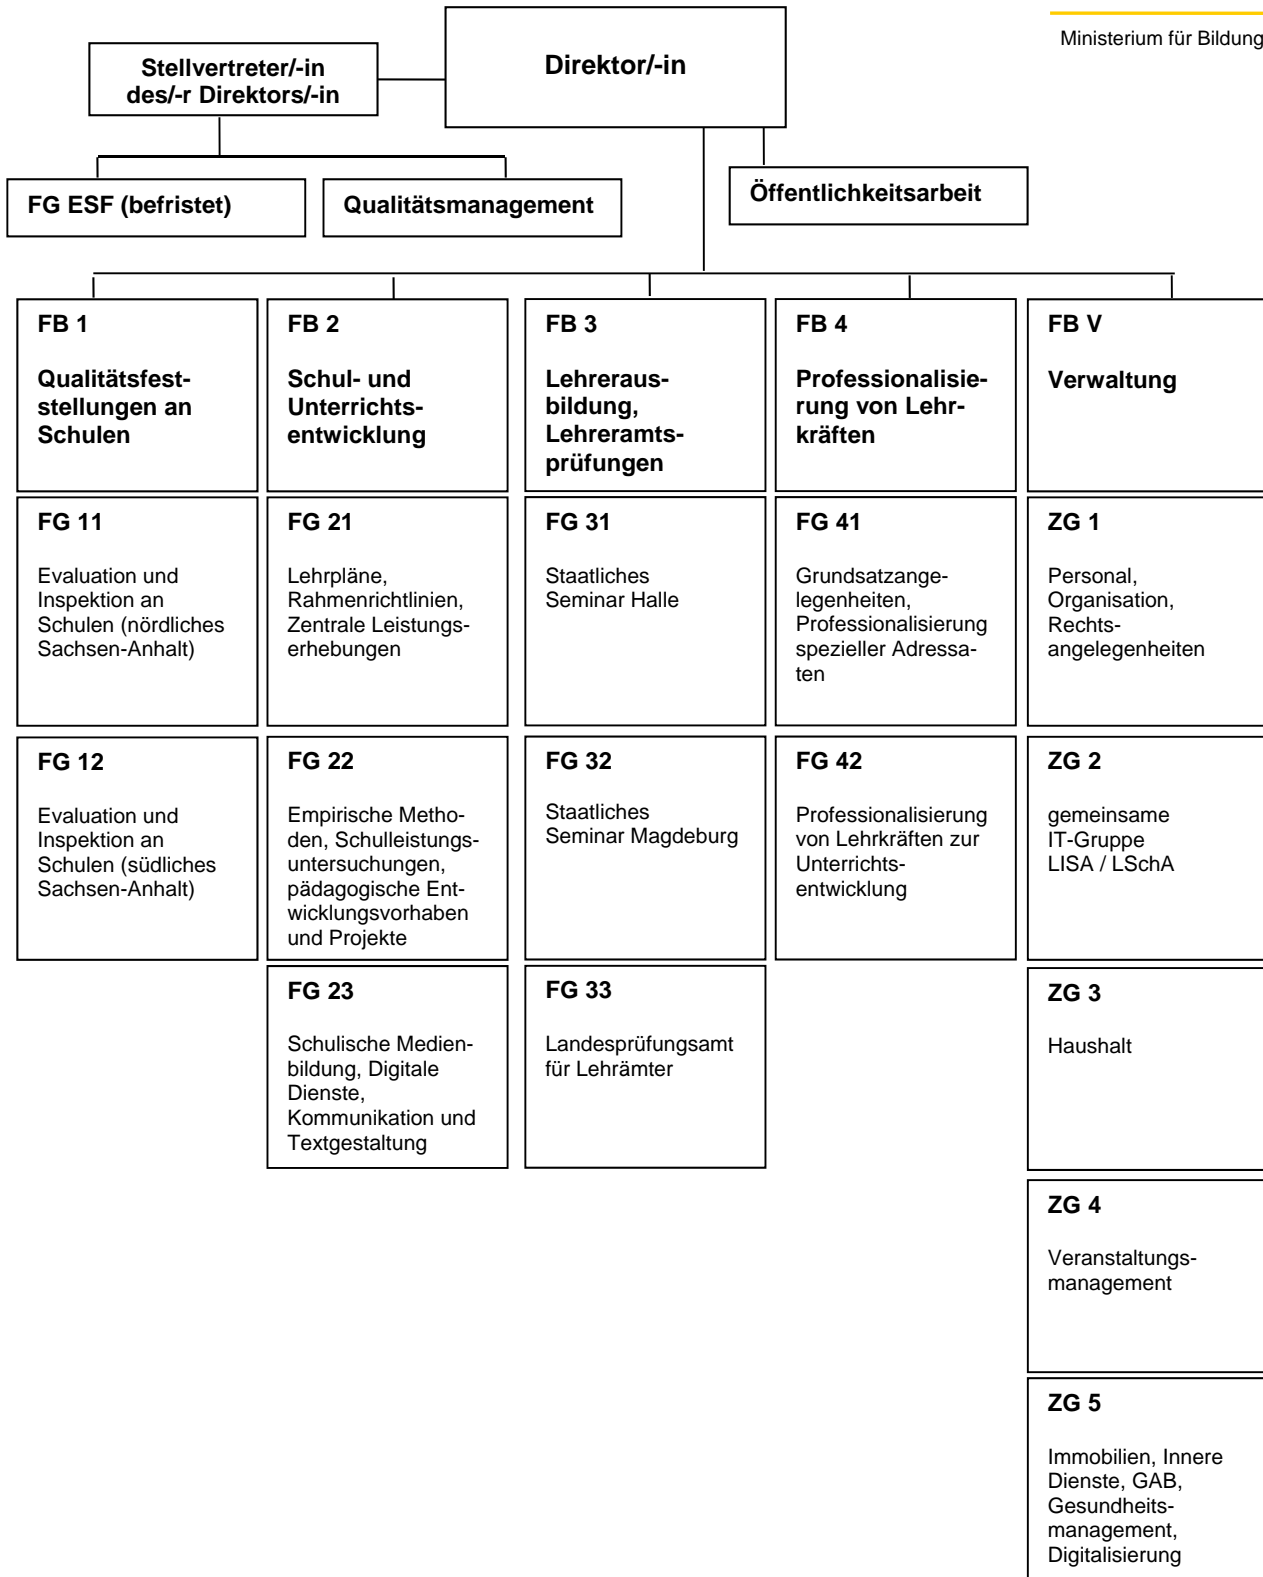 Ministerium für Bildung
Direktor/-in
Stellvertreter/-in
des/-r Direktors/-in
FG ESF (befristet)
Qualitätsmanagement
Öffentlichkeitsarbeit
FB 1
Qualitätsfest-
stellungen an
Schulen
FB 2
Schul- und
Unterrichts-
entwicklung
FB 3
Lehreraus-
bildung,
Lehreramts-
prüfungen
FB 4
Professionalisie-
rung von Lehr-
kräften
FB V
Verwaltung
FG 11
Evaluation und
Inspektion an
Schulen (nördliches
Sachsen-Anhalt)
FG 21
Lehrpläne,
Rahmenrichtlinien,
Zentrale Leistungs-
erhebungen
FG 31
Staatliches
Seminar Halle
FG 41
Grundsatzange-
legenheiten,
Professionalisierung
spezieller Adressa-
ten
ZG 1
Personal,
Organisation,
Rechts-
angelegenheiten
FG 12
Evaluation und
Inspektion an
Schulen (südliches
Sachsen-Anhalt)
FG 22
Empirische Metho-
den, Schulleistungs-
untersuchungen,
pädagogische Ent-
wicklungsvorhaben
und Projekte
FG 32
Staatliches
Seminar Magdeburg
FG 42
Professionalisierung
von Lehrkräften zur
Unterrichts-
entwicklung
ZG 2
gemeinsame
IT-Gruppe
LISA / LSchA
FG 23
Schulische Medien-
bildung, Digitale
Dienste,
Kommunikation und
Textgestaltung
FG 33
Landesprüfungsamt
für Lehrämter
ZG 3
Haushalt
ZG 4
Veranstaltungs-
management
ZG 5
Immobilien, Innere
Dienste, GAB,
Gesundheits-
management,
Digitalisierung